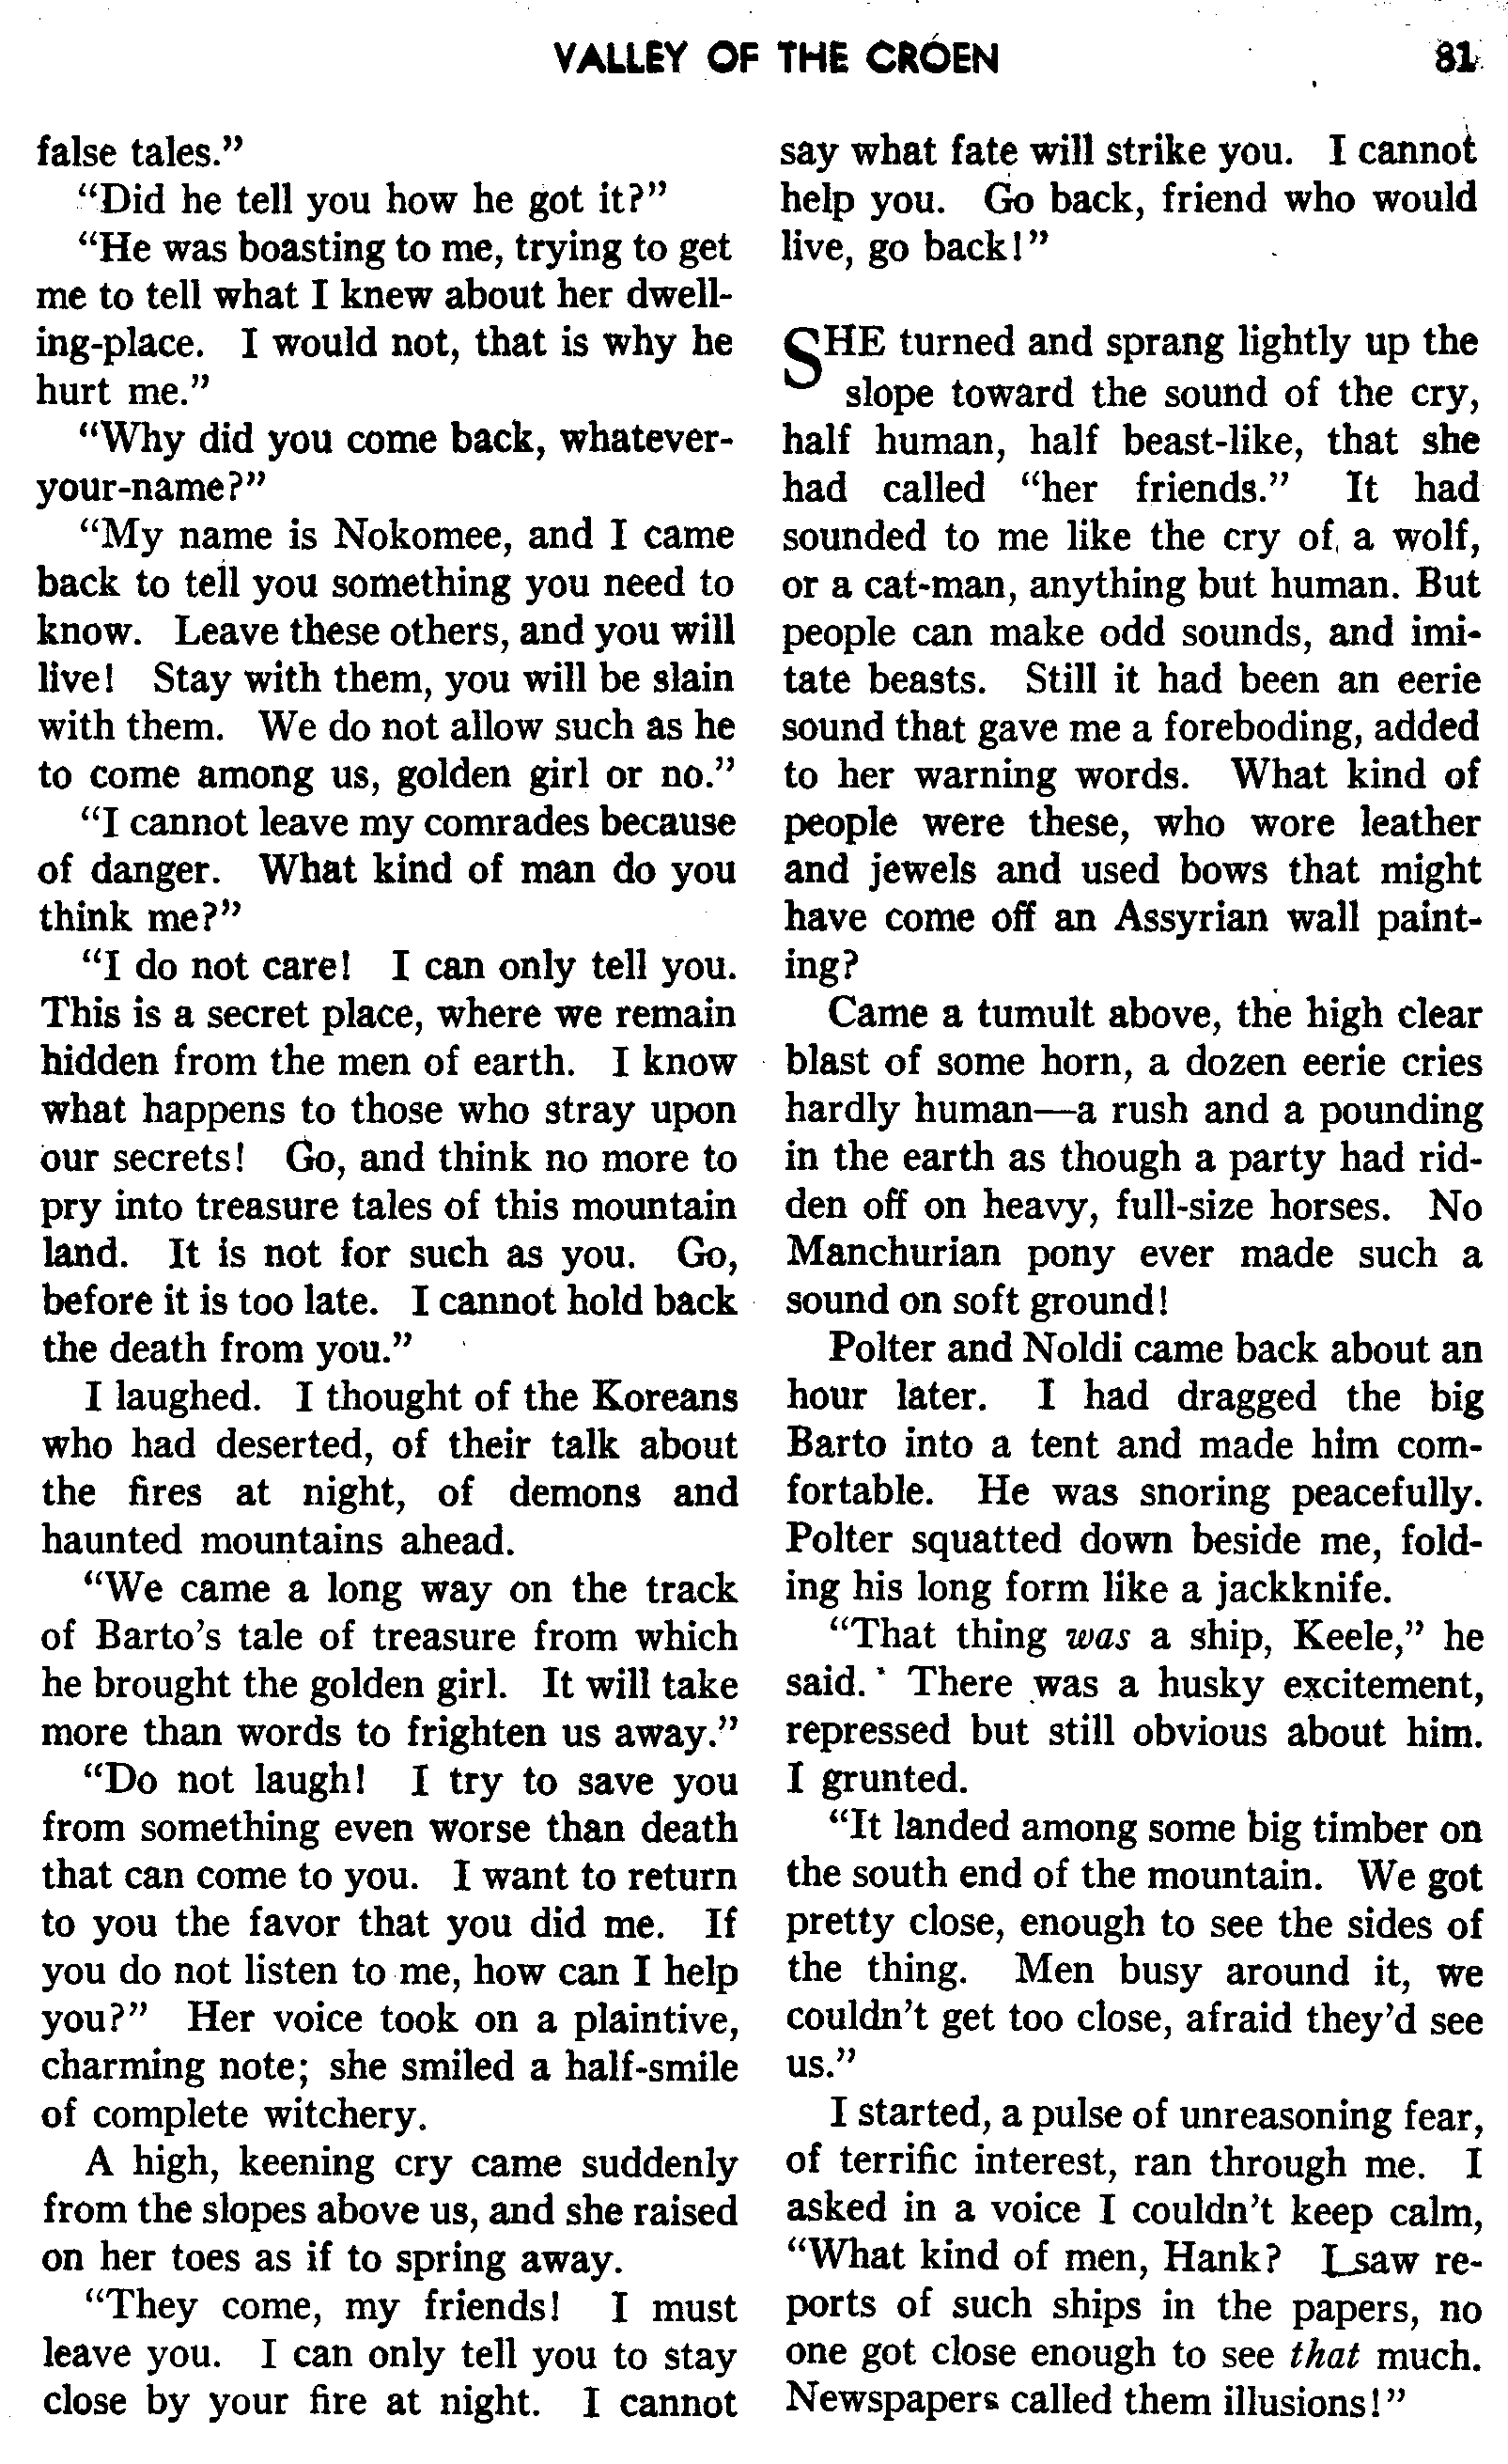 VALLEY OF THE CROEN 81
false tales."
"Did he tell you how he got it?"
"He was boasting to me, trying to get
me to tell what I knew about her dwell-
ing-place. I would not, that is why he
hurt me."
"Why did you come back, whatever-
your-name?"
"My name is Nokomee, and I came
back to tell you something you need to
know. Leave these others, and you will
live! Stay with them, you will be slain
with them. We do not allow such as he
to come among us, golden girl or no."
"I cannot leave my comrades because
of danger. What kind of man do you
think me?"
"I do not care! I can only tell you.
This is a secret place, where we remain
hidden from the men of earth. I know
what happens to those who stray upon
our secrets! Go, and think no more to
pry into treasure tales of this mountain
land. It is not for such as you. Go,
before it is too late. I cannot hold back
the death from you."
I laughed. I thought of the Koreans
who had deserted, of their talk about
the fires at night, of demons and
haunted mountains ahead.
"We came a long way on the track
of Barto's tale of treasure from which
he brought the golden girl. It will take
more than words to frighten us away."
"Do not laugh! I try to save you
from something even worse than death
that can come to you. I want to return
to you the favor that you did me. If
you do not listen to me, how can I help
you?" Her voice took on a plaintive,
charming note; she smiled a half-smile
of complete witchery.
A high, keening cry came suddenly
from the slopes above us, and she raised
on her toes as if to spring away.
"They come, my friends! I must
leave you. I can only tell you to stay
close by your fire at night. I cannot
say what fate will strike you. I cannot
help you. Go back, friend who would
live, go back!"
SHE turned and sprang lightly up the
slope toward the sound of the cry,
half human, half beast-like, that she
had called "her friends." It had
sounded to me like the cry of a wolf,
or a cat-man, anything but human. But
people can make odd sounds, and imi-
tate beasts. Still it had been an eerie
sound that gave me a foreboding, added
to her warning words. What kind of
people were these, who wore leather
and jewels and used bows that might
have come off an Assyrian wall paint-
ing?
Came a tumult above, the high clear
blast of some horn, a dozen eerie cries
hardly human—a rush and a pounding
in the earth as though a party had rid-
den off on heavy, full-size horses. No
Manchurian pony ever made such a
sound on soft ground!
Polter and Noldi came back about an
hour later. I had dragged the big
Barto into a tent and made him com-
fortable. He was snoring peacefully.
Polter squatted down beside me, fold-
ing his long form like a jackknife.
"That thing was a ship, Keele," he
said. There was a husky excitement,
repressed but still obvious about him.
I grunted.
"It landed among some big timber on
the south end of the mountain. We got
pretty close, enough to see the sides of
the thing. Men busy around it, we
couldn't get too close, afraid they'd see
us."
I started, a pulse of unreasoning fear,
of terrific interest, ran through me. I
asked in a voice I couldn't keep calm,
"What kind of men, Hank? I saw re-
ports of such ships in the papers, no
one got close enough to see that much.
Newspapers called them illusions!"